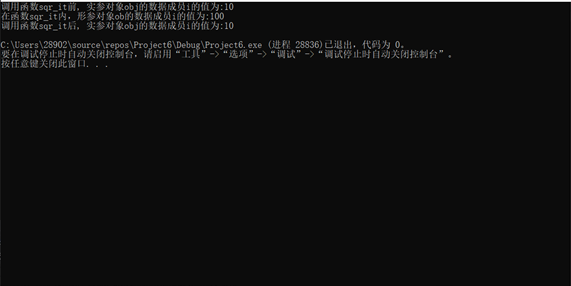 调用函数sqr_it前, 实参对象obj的数据成员i的值为:10
在函数sqr_it内，形参对象ob的数据成员i的值为:100
调用函数sqr_it后, 实参对象obj的数据成员i的值为:10
C:\Users\28902\source\repos\Project6\Debug\Project6.exe (进程 28836)已退出，代码为 0。
要在调试停止时自动关闭控制台，请启用“工具”->“选项”->“调试”->“调试停止时自动关闭控制台”。
按任意键关闭此窗口. . .